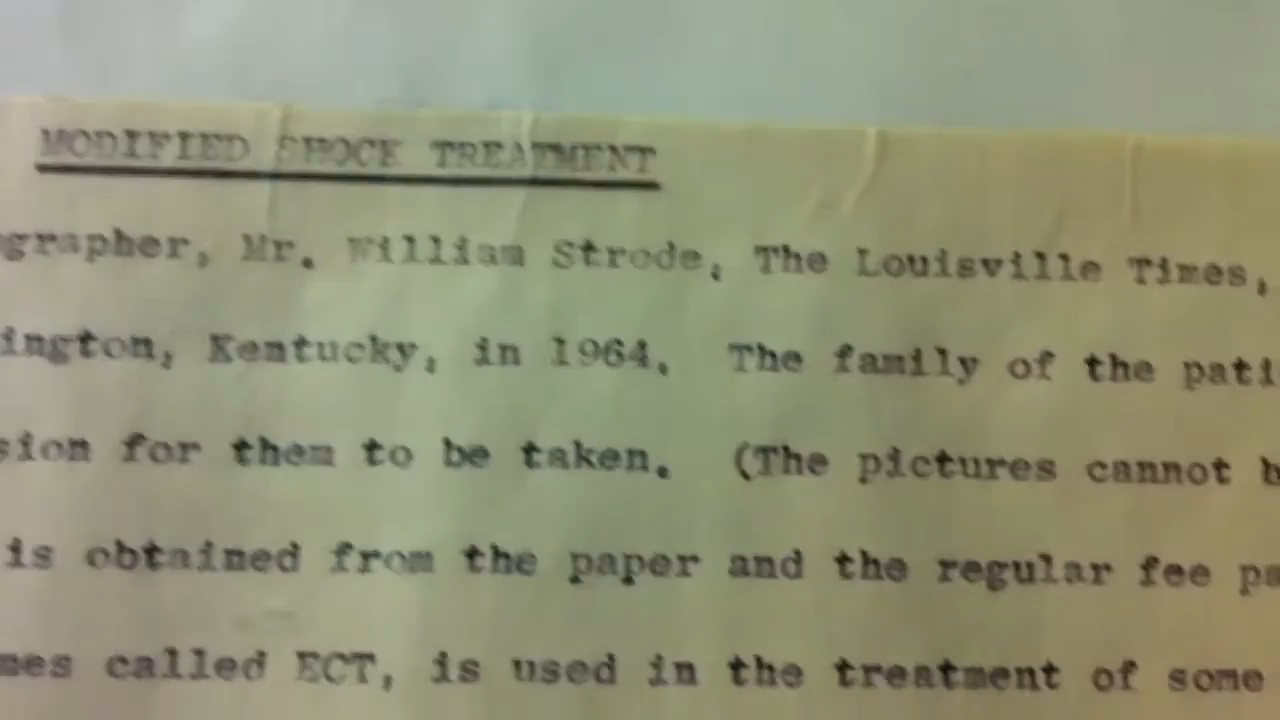 MODIFIED SHOCK TREATMENT
grapher, Mr. William Strode, The Louisville Times,
ington, Kentucky, in 1964. The family of the pati
sion for them to be taken. (The pictures cannot b
is obtained from the paper and the regular fee pa
mes called ECT, is used in the treatment of some